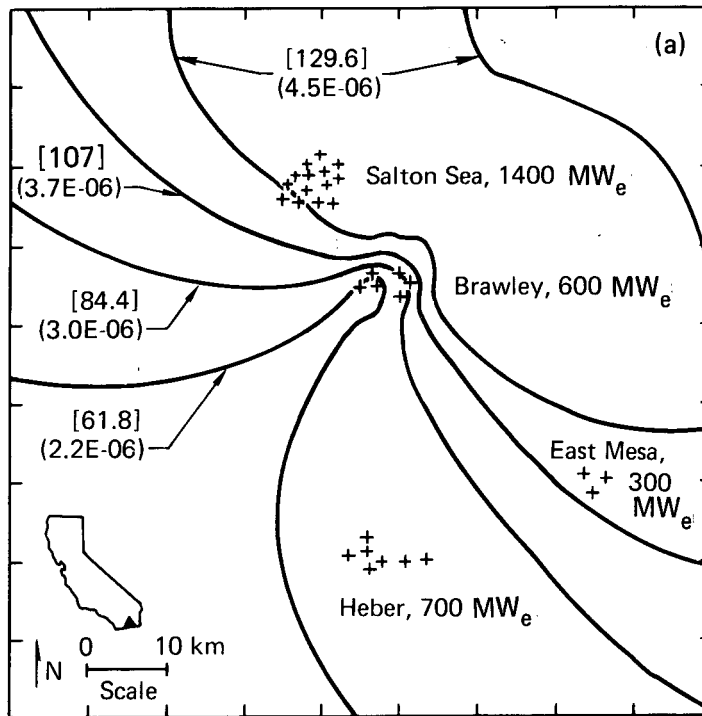 (a)
[129.6]
(4.5E-06)
[107]
(3.7E-06)
Salton Sea, 1400 MWe
[84.4]
(3.0E-06)
Brawley, 600 MWe
[61.8]
(2.2E-06)
East Mesa,
300
MWe
Heber, 700 MWe
0 10 km
N
Scale